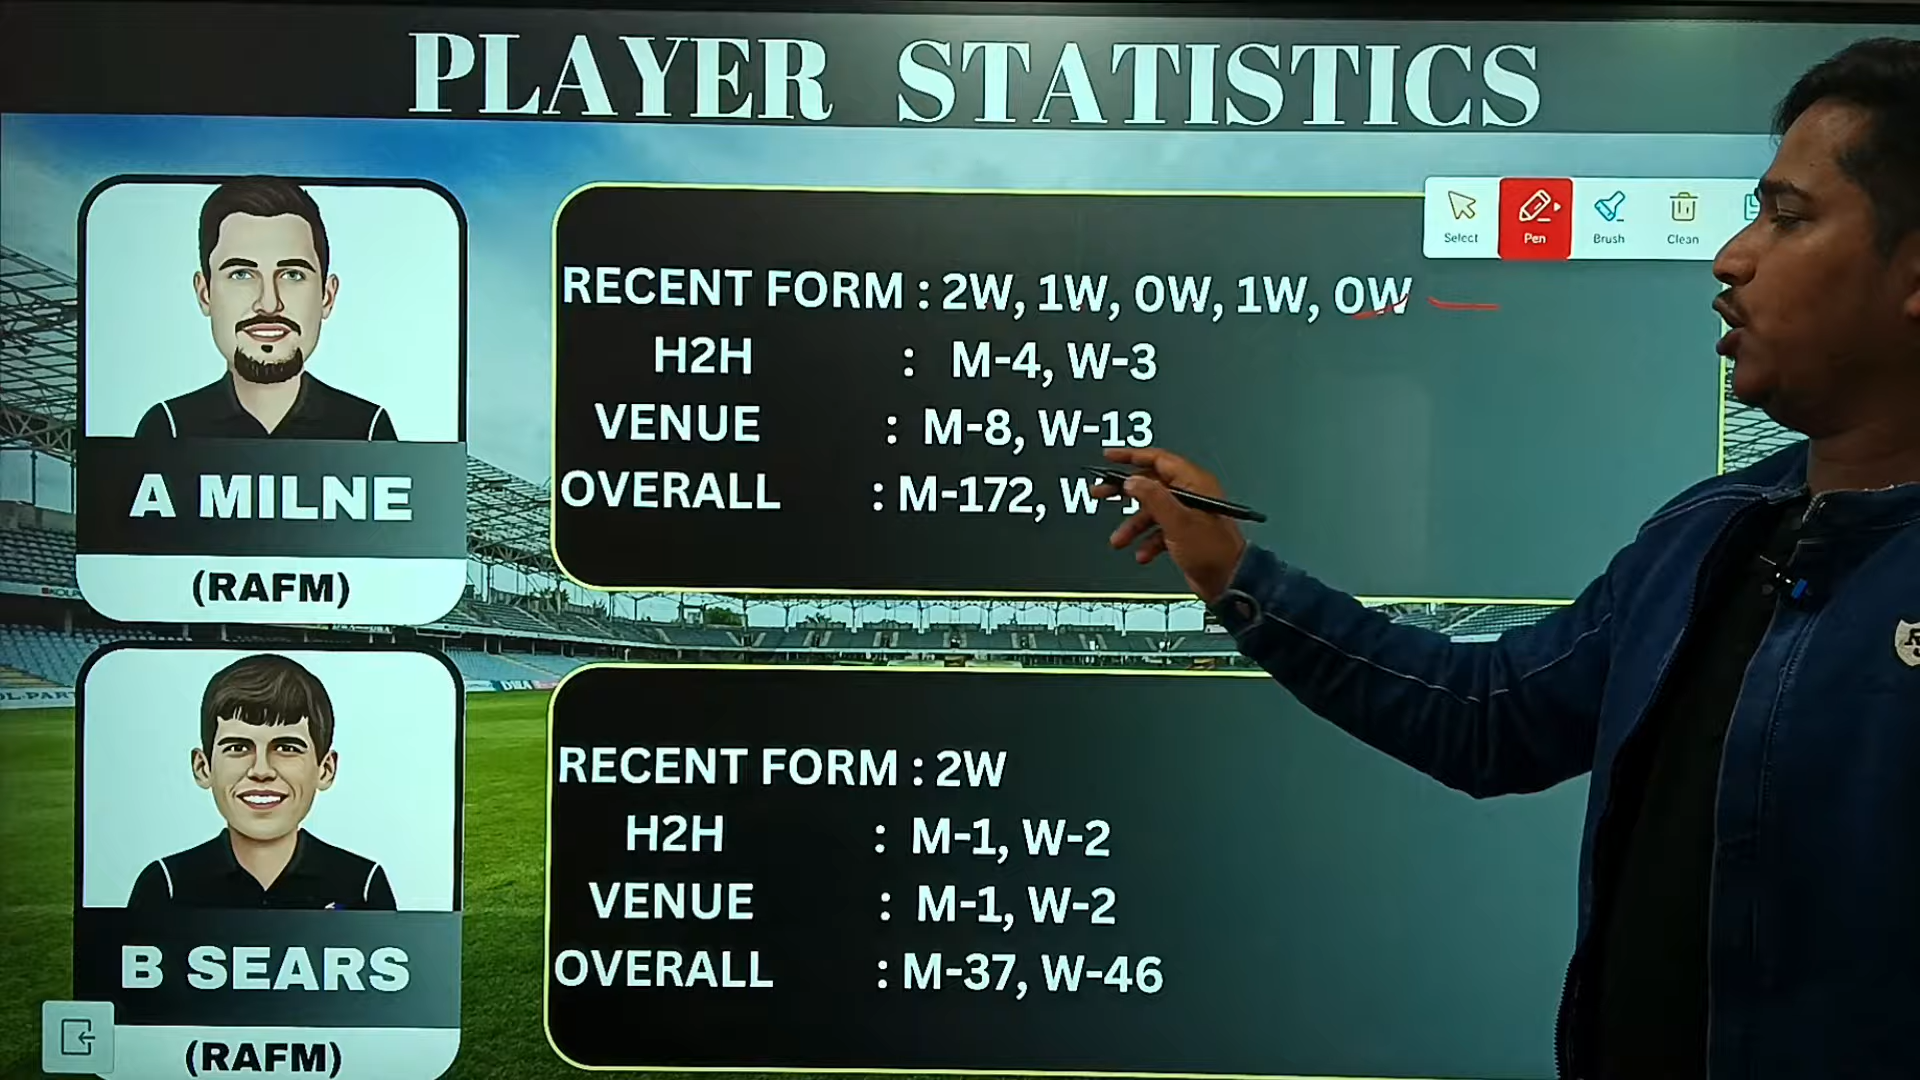 PLAYER STATISTICS
Select
Pen
Brush
Clean
RECENT FORM : 2W, 1W, 0W, 1W, 0W
H2H : M-4, W-3
VENUE : M-8, W-13
OVERALL : M-172, W-
A MILNE
(RAFM)
RECENT FORM : 2W
H2H : M-1, W-2
VENUE : M-1, W-2
OVERALL : M-37, W-46
B SEARS
(RAFM)